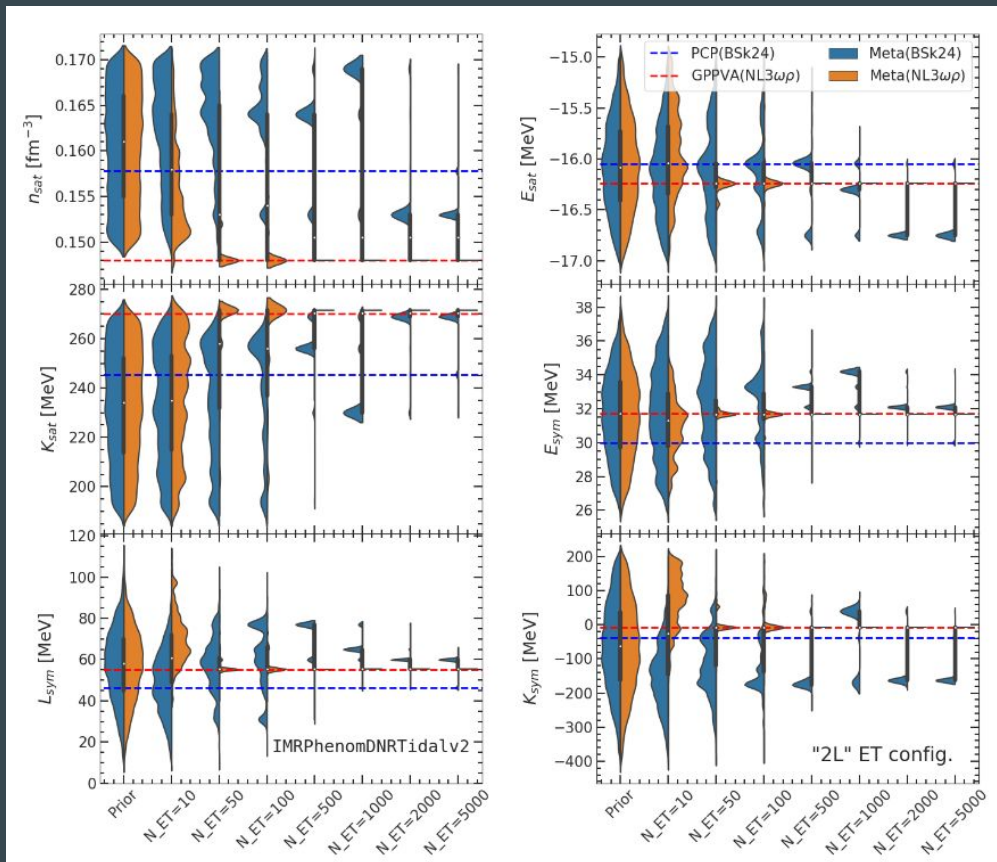 PCP(BSk24)
GPPVA(NL3ωρ)
Meta(BSk24)
Meta(NL3ωρ)
n_sat [fm⁻³]
0.170
0.165
0.160
0.155
0.150
E_sat [MeV]
−15.0
−15.5
−16.0
−16.5
−17.0
K_sat [MeV]
280
260
240
220
200
E_sym [MeV]
38
36
34
32
30
28
26
L_sym [MeV]
120
100
80
60
40
20
0
IMRPhenomDNRTidalv2
K_sym [MeV]
200
100
0
−100
−200
−300
−400
"2L" ET config.
Prior
N_ET=10
N_ET=50
N_ET=100
N_ET=500
N_ET=1000
N_ET=2000
N_ET=5000
Prior
N_ET=10
N_ET=50
N_ET=100
N_ET=500
N_ET=1000
N_ET=2000
N_ET=5000